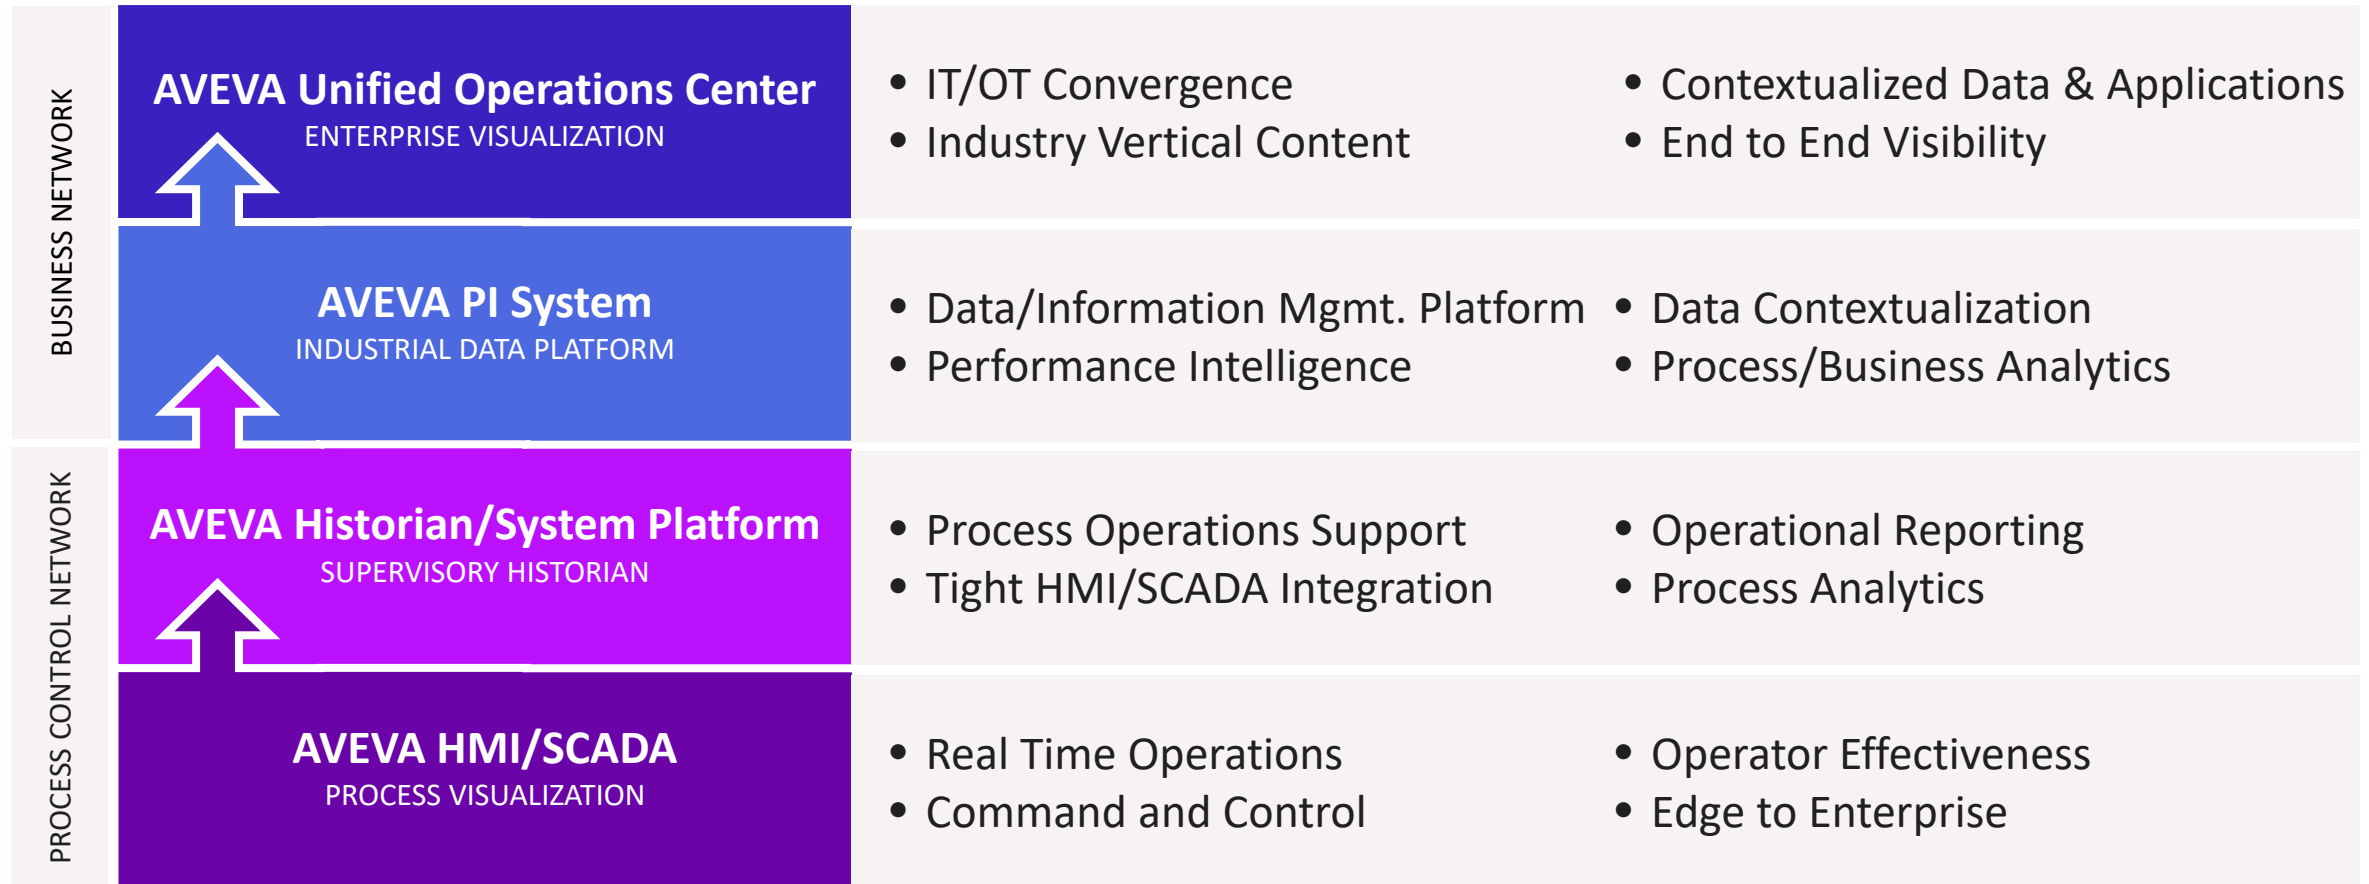 BUSINESS NETWORK
AVEVA Unified Operations Center
ENTERPRISE VISUALIZATION
• IT/OT Convergence
• Industry Vertical Content
• Contextualized Data & Applications
• End to End Visibility
AVEVA PI System
INDUSTRIAL DATA PLATFORM
• Data/Information Mgmt. Platform
• Performance Intelligence
• Data Contextualization
• Process/Business Analytics
PROCESS CONTROL NETWORK
AVEVA Historian/System Platform
SUPERVISORY HISTORIAN
• Process Operations Support
• Tight HMI/SCADA Integration
• Operational Reporting
• Process Analytics
AVEVA HMI/SCADA
PROCESS VISUALIZATION
• Real Time Operations
• Command and Control
• Operator Effectiveness
• Edge to Enterprise